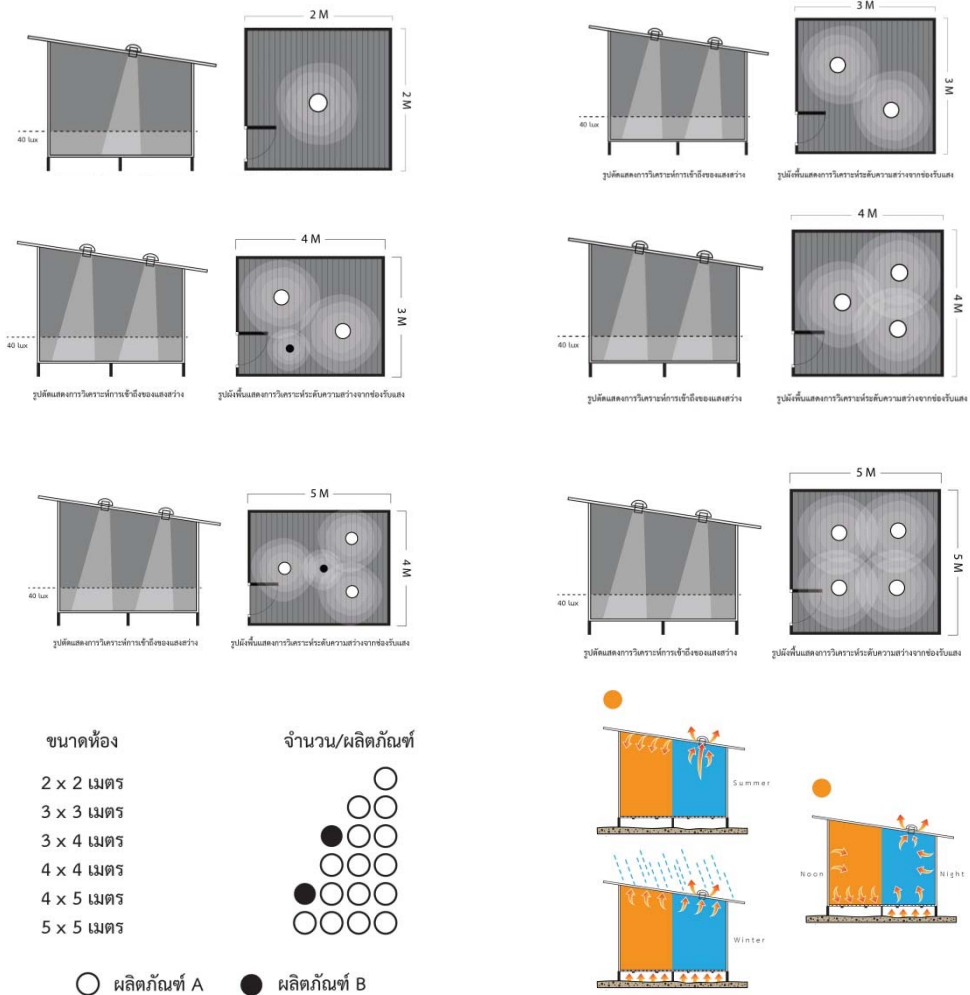 2 M
2 M
40 lux
3 M
3 M
40 lux
รูปตัดแสดงการวิเคราะห์การเข้าถึงของแสงสว่าง
รูปผังพื้นแสดงการวิเคราะห์ระดับความสว่างจากช่องรับแสง
4 M
3 M
40 lux
รูปตัดแสดงการวิเคราะห์การเข้าถึงของแสงสว่าง
รูปผังพื้นแสดงการวิเคราะห์ระดับความสว่างจากช่องรับแสง
4 M
4 M
40 lux
รูปตัดแสดงการวิเคราะห์การเข้าถึงของแสงสว่าง
รูปผังพื้นแสดงการวิเคราะห์ระดับความสว่างจากช่องรับแสง
5 M
4 M
40 lux
รูปตัดแสดงการวิเคราะห์การเข้าถึงของแสงสว่าง
รูปผังพื้นแสดงการวิเคราะห์ระดับความสว่างจากช่องรับแสง
5 M
5 M
40 lux
รูปตัดแสดงการวิเคราะห์การเข้าถึงของแสงสว่าง
รูปผังพื้นแสดงการวิเคราะห์ระดับความสว่างจากช่องรับแสง
ขนาดห้อง จำนวน/ผลิตภัณฑ์
2 x 2 เมตร
3 x 3 เมตร
3 x 4 เมตร
4 x 4 เมตร
4 x 5 เมตร
5 x 5 เมตร
ผลิตภัณฑ์ A ผลิตภัณฑ์ B
Summer
Winter
Noon Night